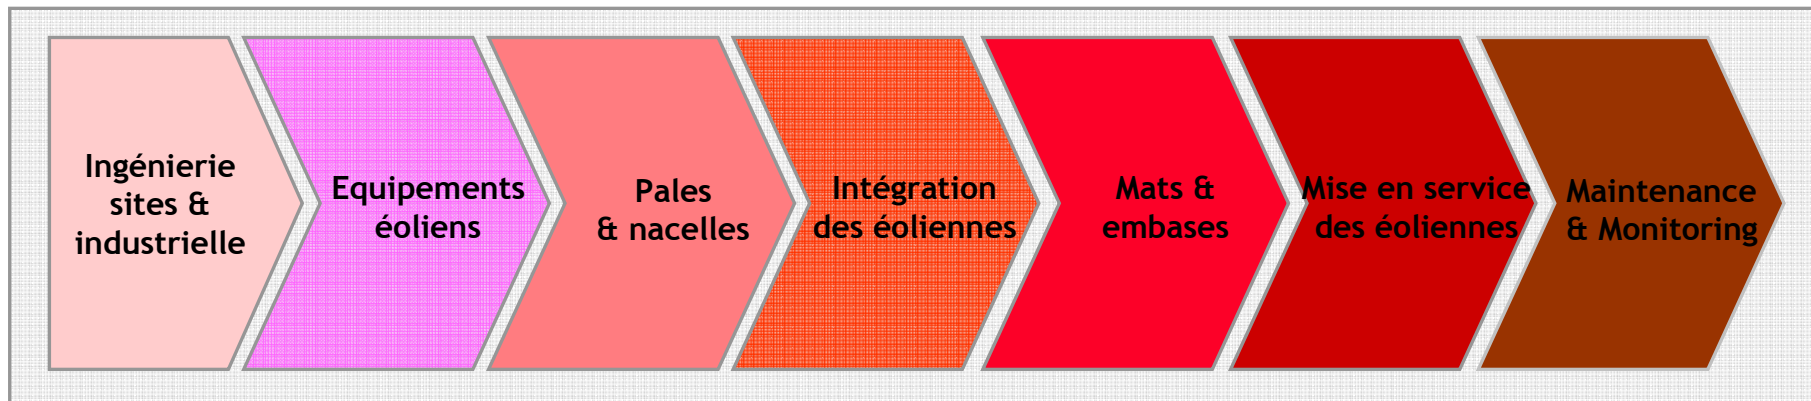 Ingénierie
sites &
industrielle
Equipements
éoliens
Pales
& nacelles
Intégration
des éoliennes
Mats &
embases
Mise en service
des éoliennes
Maintenance
& Monitoring